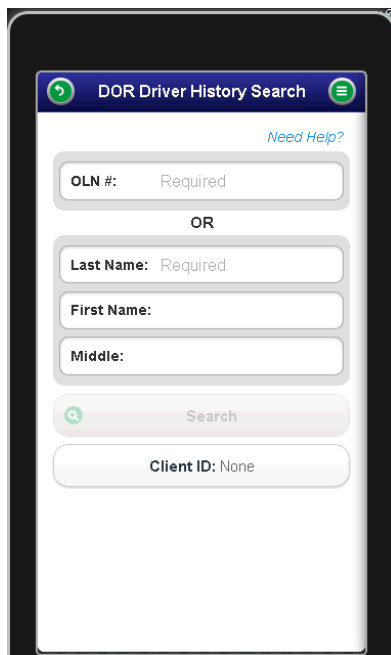 DOR Driver History Search
Need Help?
OLN #: Required
OR
Last Name: Required
First Name:
Middle:
Search
Client ID: None